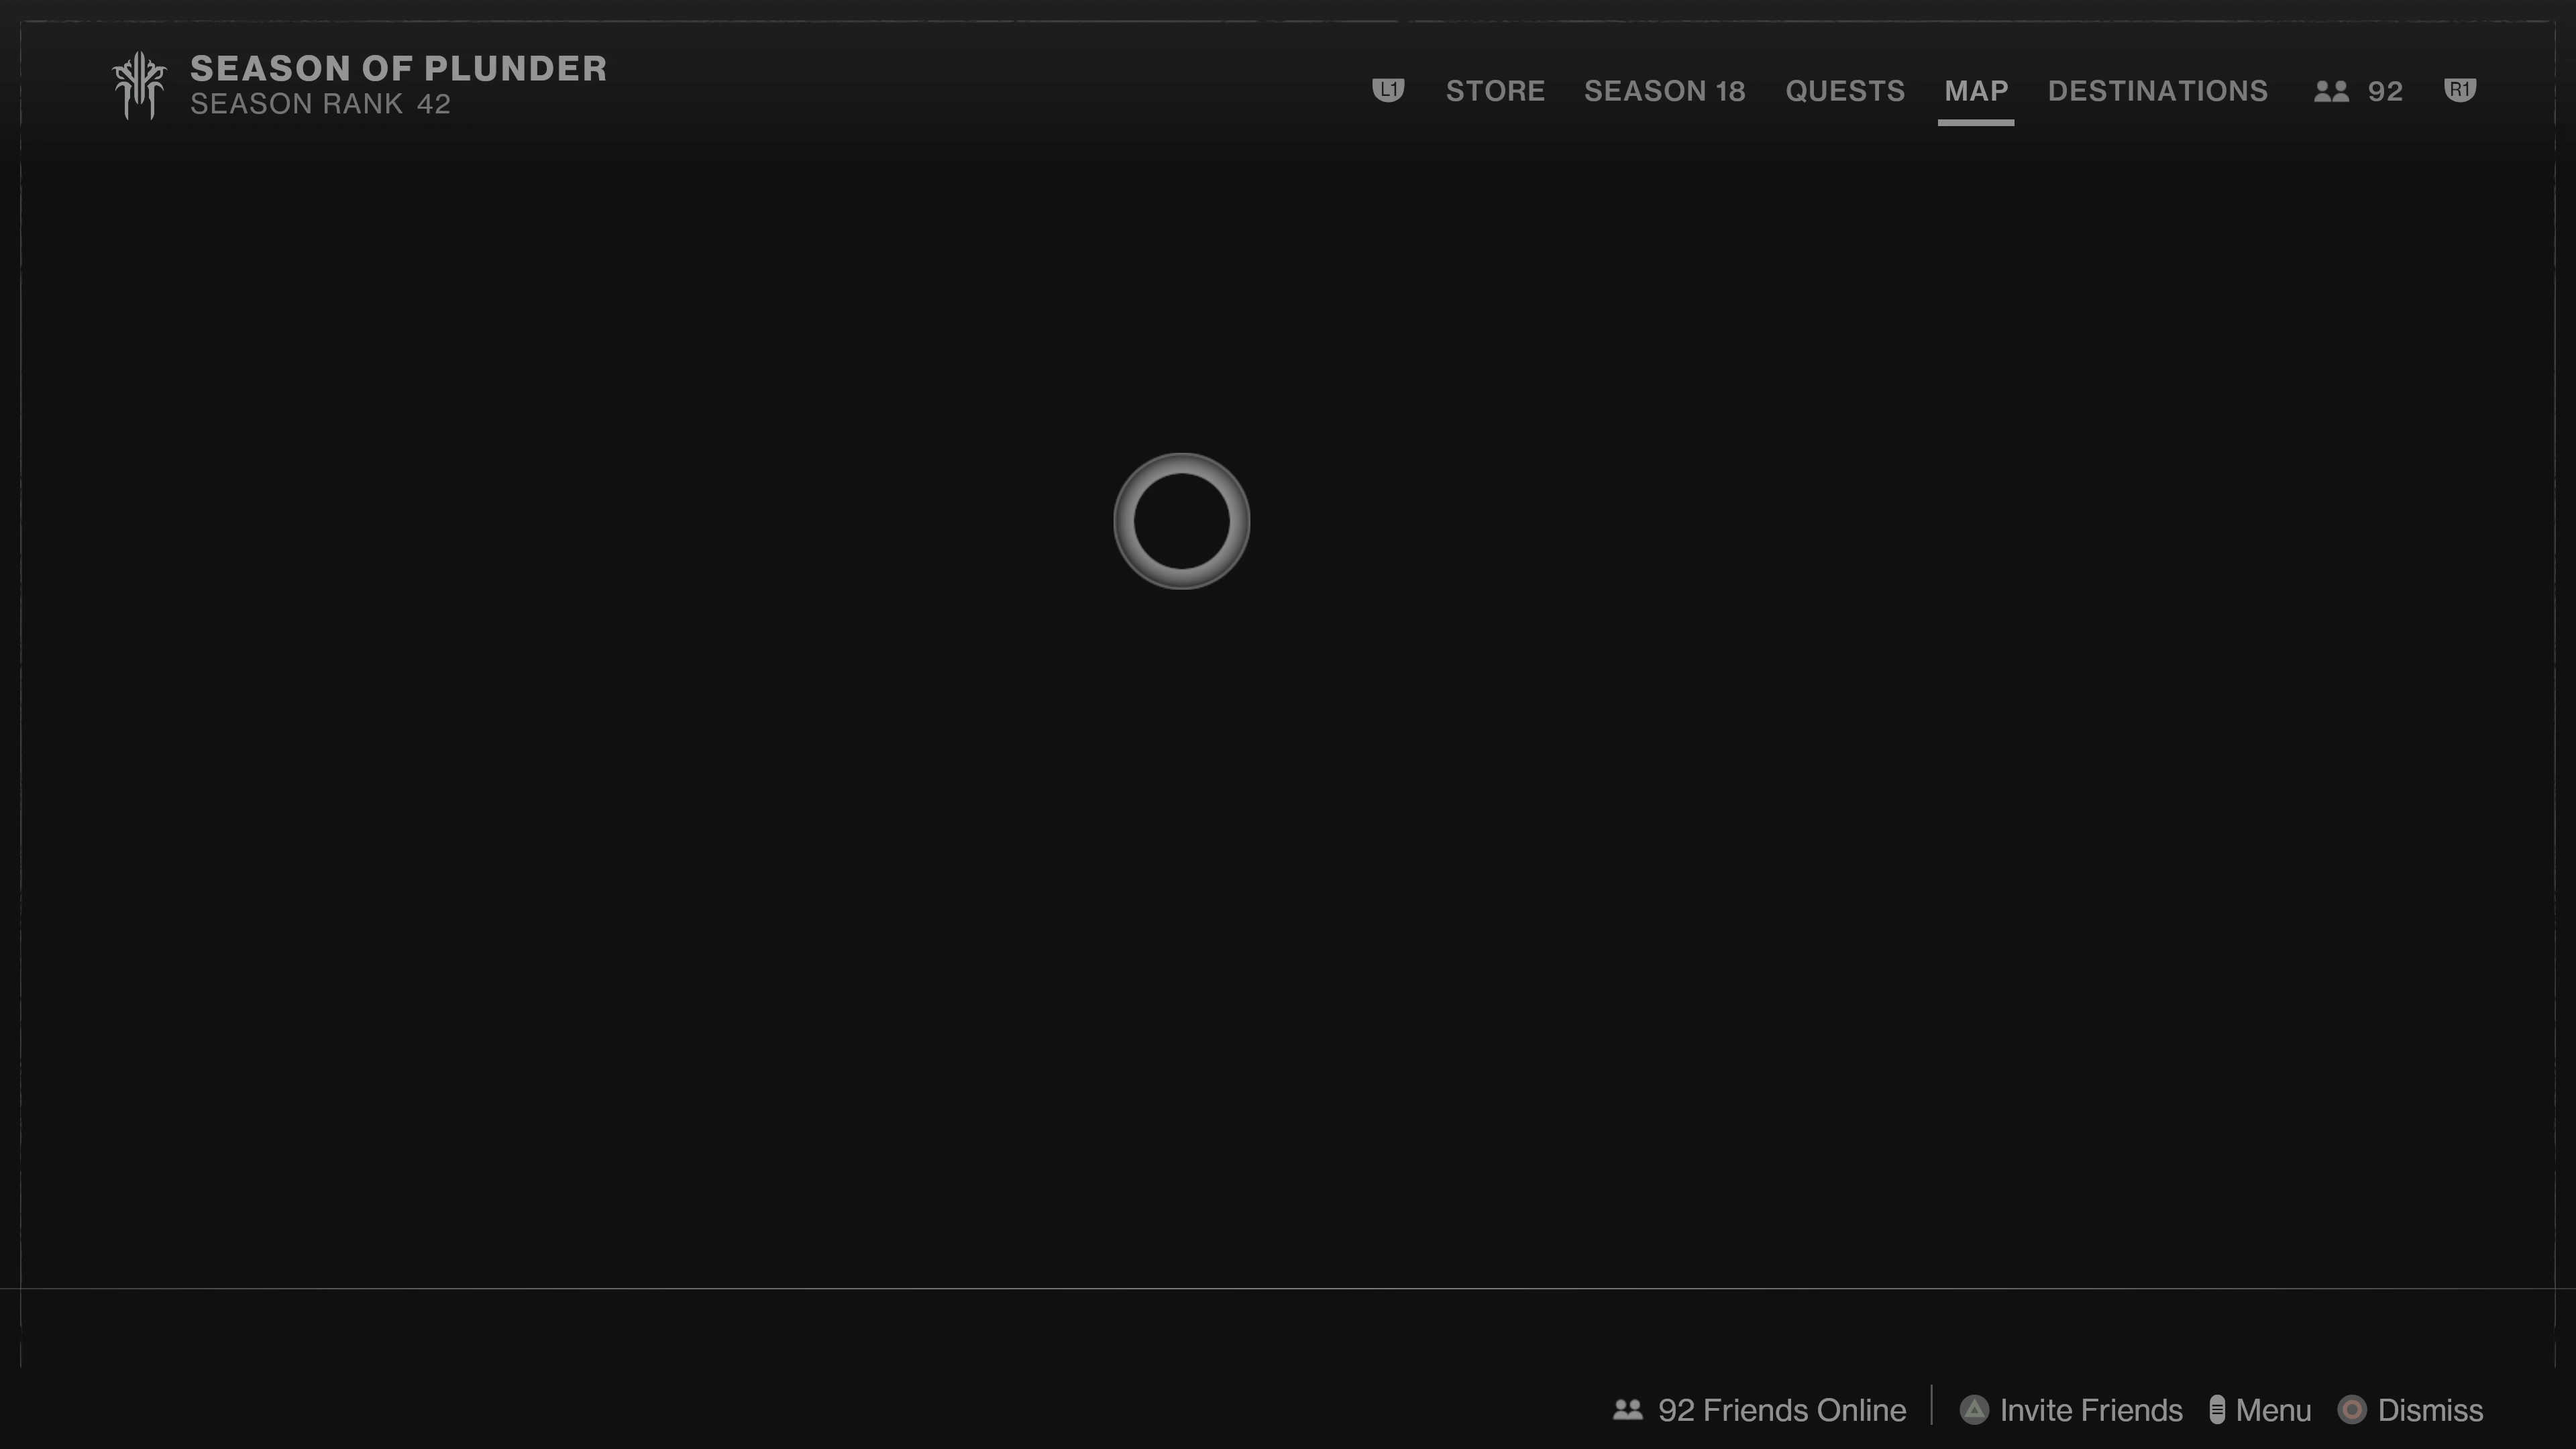 SEASON OF PLUNDER
SEASON RANK 42
L1 STORE SEASON 18 QUESTS MAP DESTINATIONS 92 R1
92 Friends Online Invite Friends Menu Dismiss